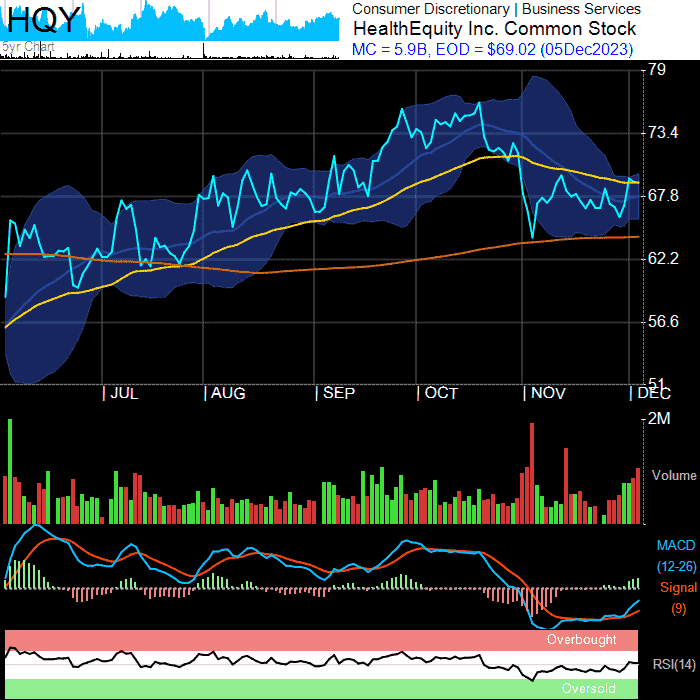 HQY
5yr Chart
Consumer Discretionary | Business Services
HealthEquity Inc. Common Stock
MC = 5.9B, EOD = $69.02 (05Dec2023)
79
73.4
67.8
62.2
56.6
51
| JUL | AUG | SEP | OCT | NOV | DEC
2M
Volume
MACD
(12-26)
Signal
(9)
Overbought
RSI(14)
Oversold